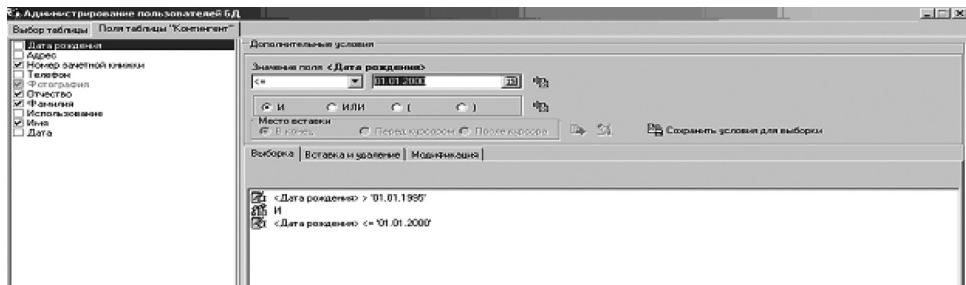 Администрирование пользователей БД
Выбор таблицы Поля таблицы "Контингент"
Дата рождения
Адрес
Номер зачетной книжки
Телефон
Фотография
Отчество
Фамилия
Использование
Имя
Дата
Дополнительные условия
Значение поля <Дата рождения>
<= 01.01.2000
И ИЛИ ( )
Место вставки
В конец Перед курсором После курсора Сохранить условия для выборки
Выборка Вставка и удаление Модификация
<Дата рождения> > '01.01.1995'
И
<Дата рождения> <= '01.01.2000'